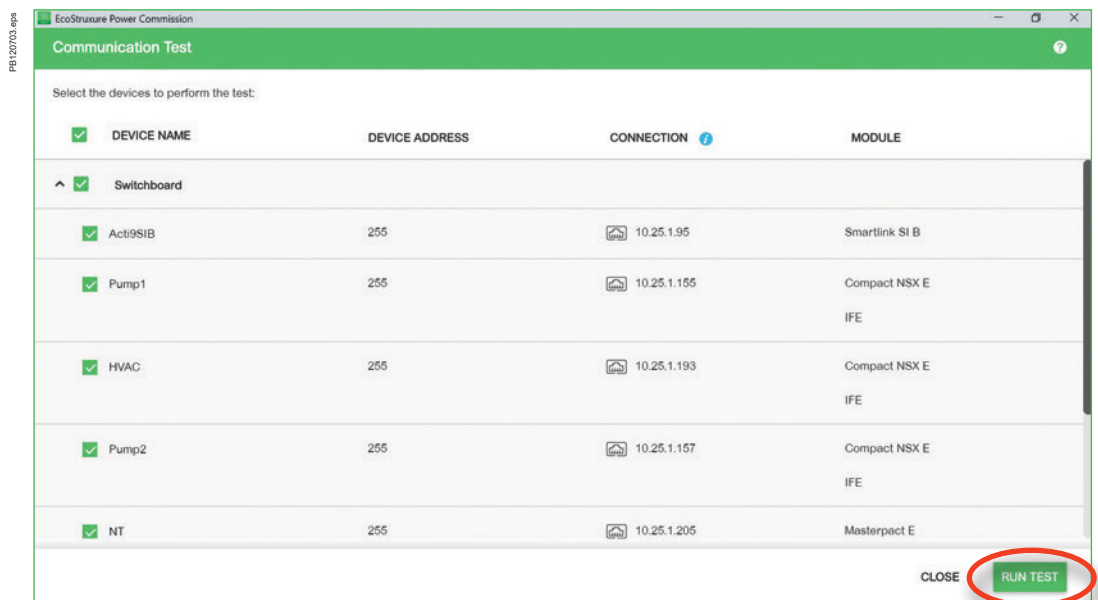 PB120703.eps
EcoStruxure Power Commission
Communication Test
Select the devices to perform the test:
DEVICE NAME DEVICE ADDRESS CONNECTION MODULE
Switchboard
Acti9SIB 255 10.25.1.95 Smartlink SI B
Pump1 255 10.25.1.155 Compact NSX E
IFE
HVAC 255 10.25.1.193 Compact NSX E
IFE
Pump2 255 10.25.1.157 Compact NSX E
IFE
NT 255 10.25.1.205 Masterpact E
CLOSE RUN TEST